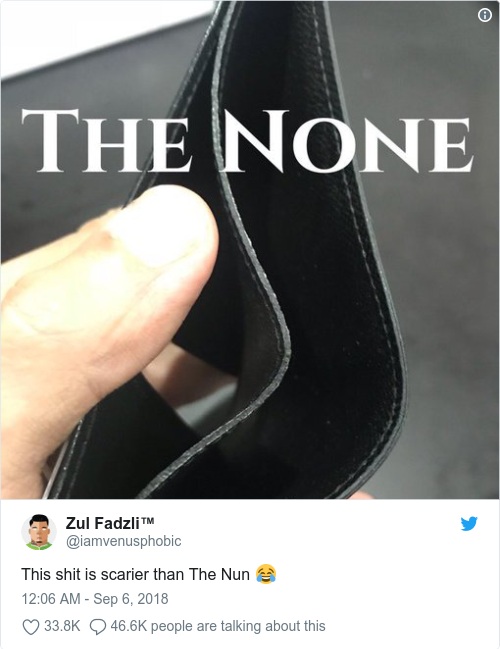 THE NONE
Zul Fadzli™
@iamvenusphobic
This shit is scarier than The Nun 😂
12:06 AM - Sep 6, 2018
33.8K 46.6K people are talking about this